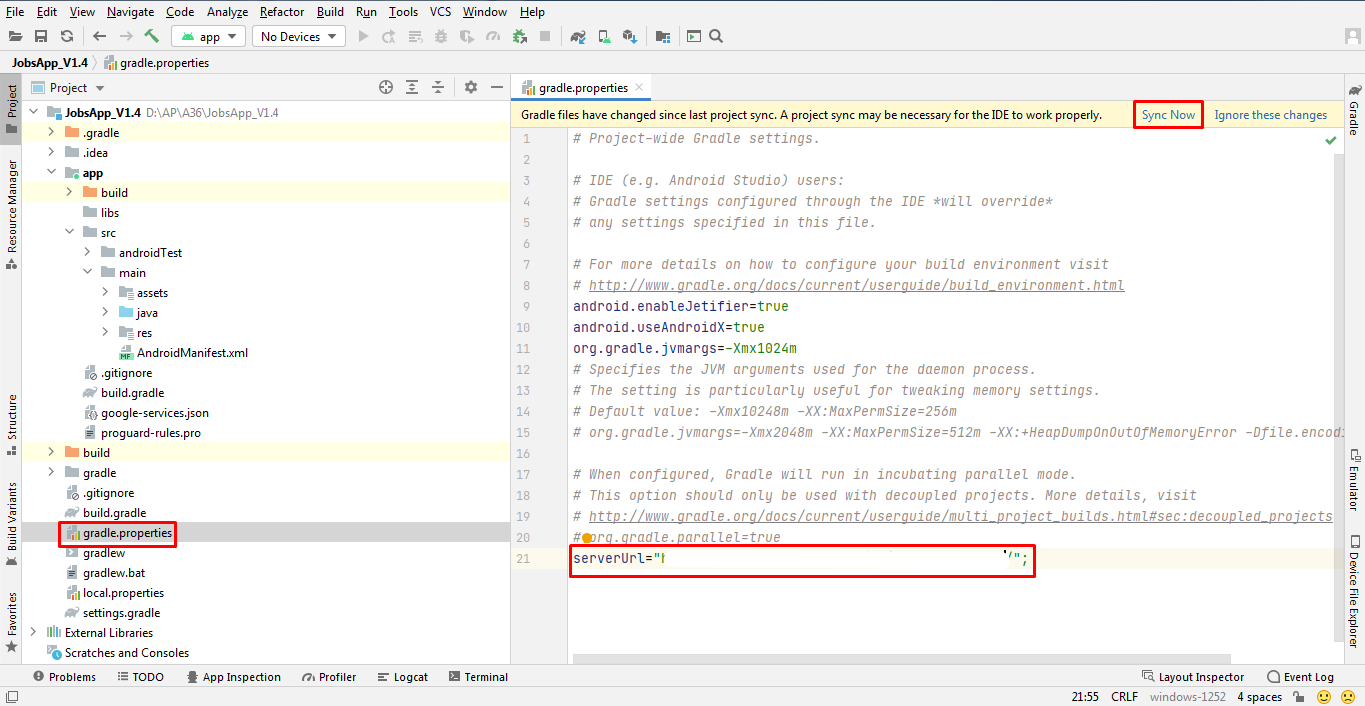 File Edit View Navigate Code Analyze Refactor Build Run Tools VCS Window Help
app No Devices
JobsApp_V1.4 gradle.properties
Project
gradle.properties
JobsApp_V1.4 D:\AP\A36\JobsApp_V1.4
.gradle
.idea
app
build
libs
src
androidTest
main
assets
java
res
AndroidManifest.xml
.gitignore
build.gradle
google-services.json
proguard-rules.pro
build
gradle
.gitignore
build.gradle
gradle.properties
gradlew
gradlew.bat
local.properties
settings.gradle
External Libraries
Scratches and Consoles
Gradle files have changed since last project sync. A project sync may be necessary for the IDE to work properly. Sync Now Ignore these changes
1 # Project-wide Gradle settings.
2
3 # IDE (e.g. Android Studio) users:
4 # Gradle settings configured through the IDE *will override*
5 # any settings specified in this file.
6
7 # For more details on how to configure your build environment visit
8 # http://www.gradle.org/docs/current/userguide/build_environment.html
9 android.enableJetifier=true
10 android.useAndroidX=true
11 org.gradle.jvmargs=-Xmx1024m
12 # Specifies the JVM arguments used for the daemon process.
13 # The setting is particularly useful for tweaking memory settings.
14 # Default value: -Xmx10248m -XX:MaxPermSize=256m
15 # org.gradle.jvmargs=-Xmx2048m -XX:MaxPermSize=512m -XX:+HeapDumpOnOutOfMemoryError -Dfile.encodi
16
17 # When configured, Gradle will run in incubating parallel mode.
18 # This option should only be used with decoupled projects. More details, visit
19 # http://www.gradle.org/docs/current/userguide/multi_project_builds.html#sec:decoupled_projects
20 # org.gradle.parallel=true
21 serverUrl="h /";
Project
Resource Manager
Structure
Build Variants
Favorites
Gradle
Emulator
Device File Explorer
Problems TODO App Inspection Profiler Logcat Terminal Layout Inspector Event Log
21:55 CRLF windows-1252 4 spaces